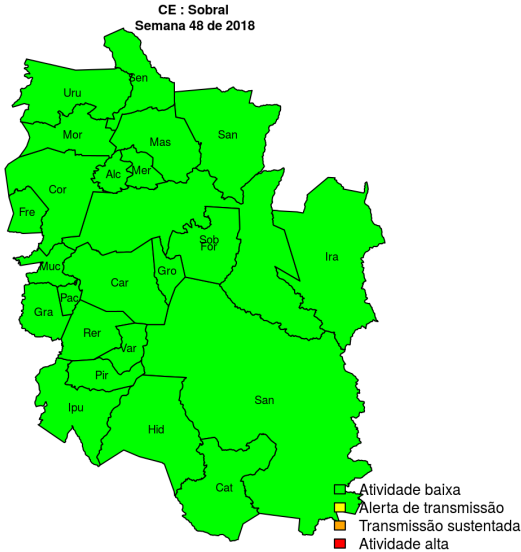 CE : Sobral
Semana 48 de 2018
Sen
Uru
Mor
Mas
San
Alc
Mer
Cor
Fre
Sob
For
Ira
Muc
Gro
Car
Pac
Gra
Rer
Var
Pir
San
Ipu
Hid
Cat
Atividade baixa
Alerta de transmissão
Transmissão sustentada
Atividade alta